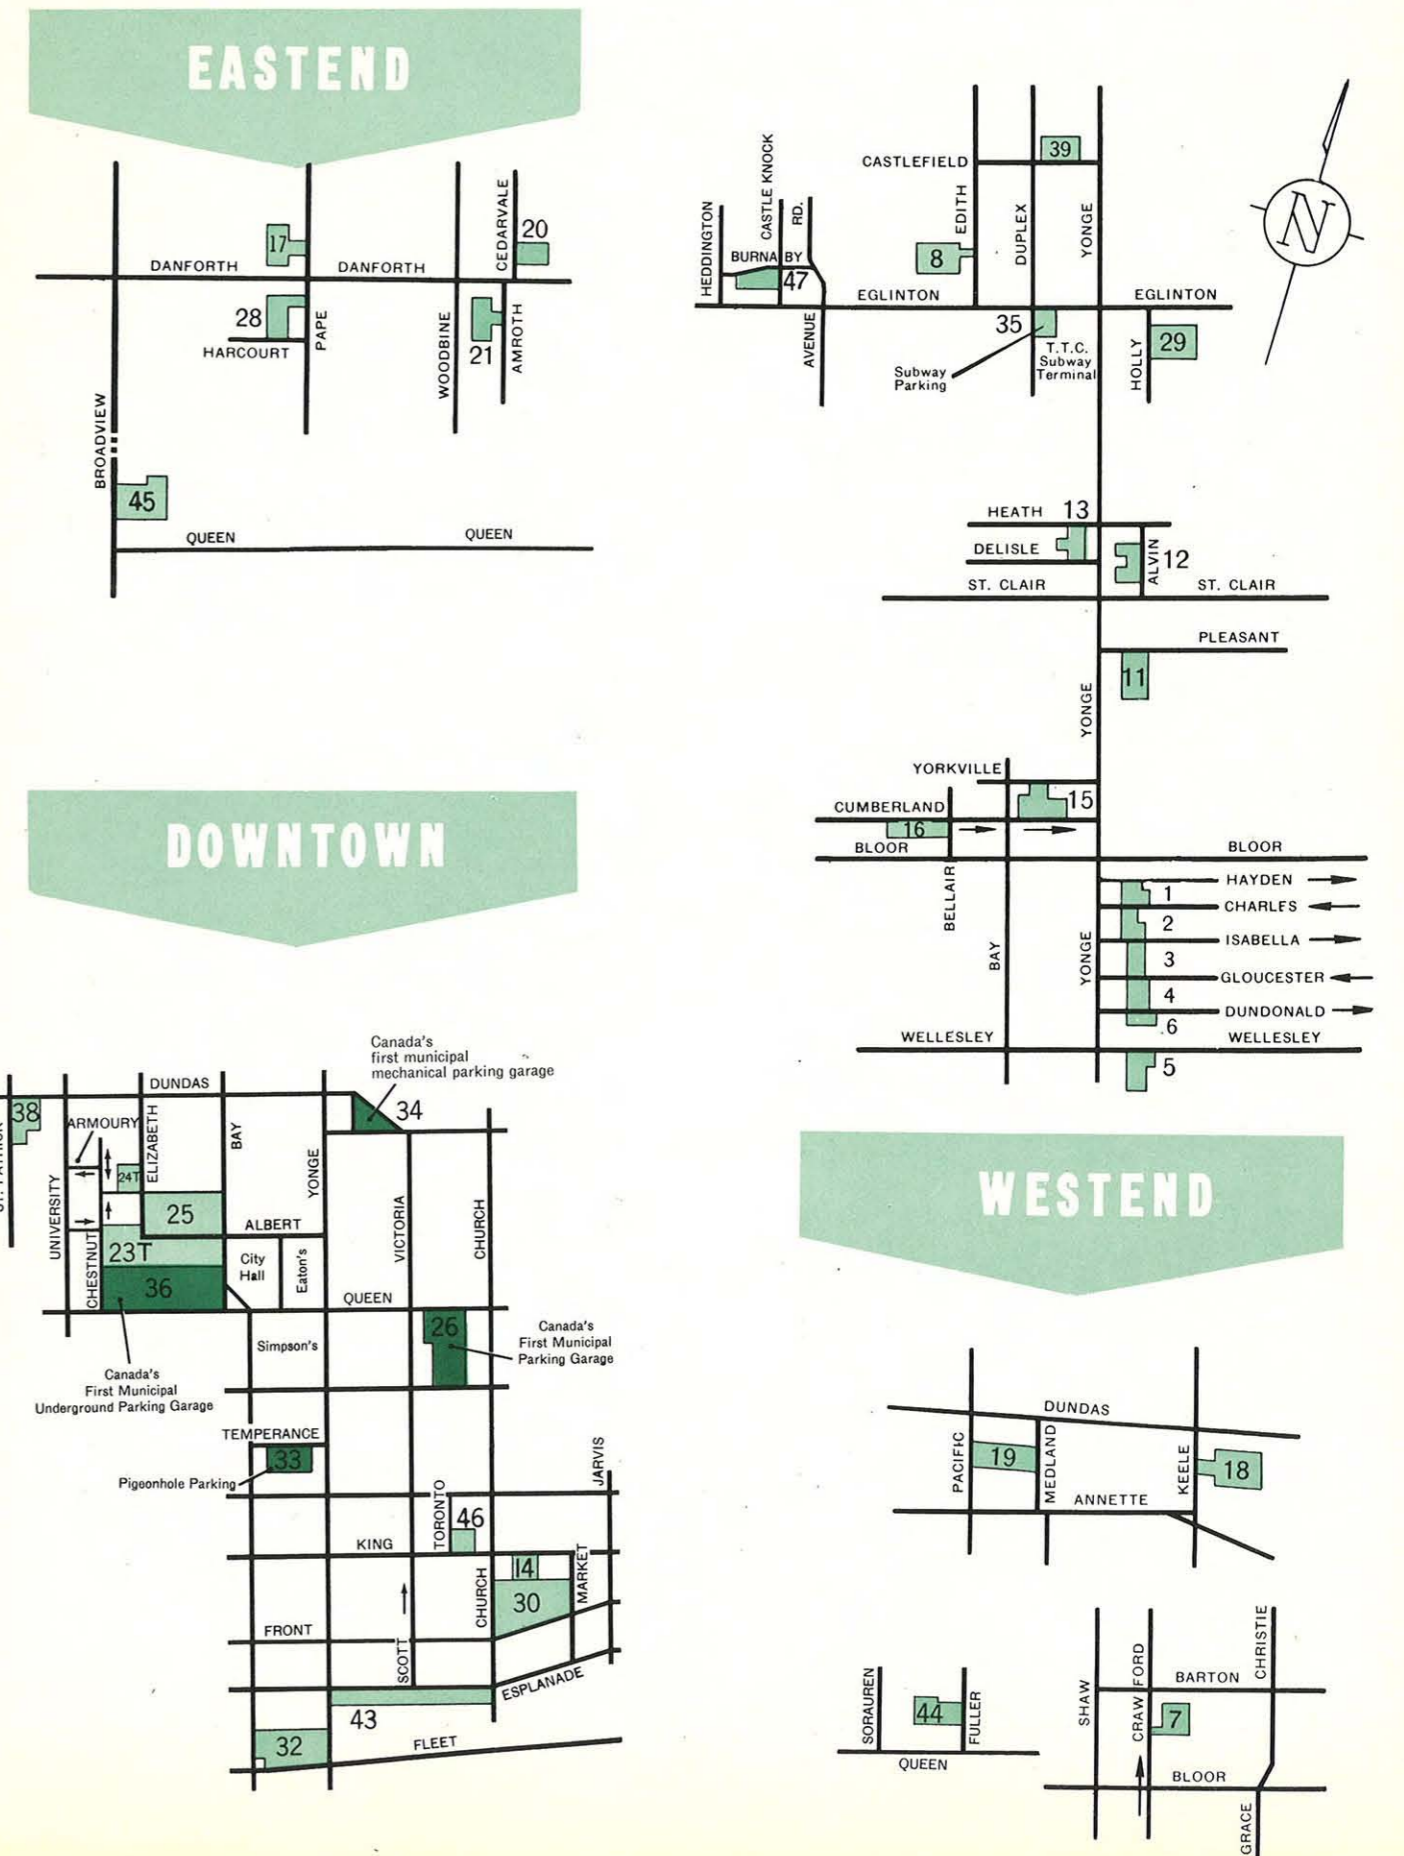 EASTEND
CEDARVALE
20
17
DANFORTH
DANFORTH
28
HARCOURT
PAPE
WOODBINE
21
AMROTH
BROADVIEW
45
QUEEN
QUEEN
CASTLEFIELD
39
HEDDINGTON
CASTLE KNOCK
RD.
BURNABY
47
EDITH
DUPLEX
YONGE
8
EGLINTON
EGLINTON
AVENUE
35
Subway
Parking
T.T.C.
Subway
Terminal
HOLLY
29
N
HEATH
13
DELISLE
ALVIN
12
ST. CLAIR
ST. CLAIR
PLEASANT
11
YONGE
YORKVILLE
15
CUMBERLAND
16
BLOOR
BLOOR
BELLAIR
BAY
YONGE
HAYDEN
1
CHARLES
2
ISABELLA
3
GLOUCESTER
4
DUNDONALD
6
WELLESLEY
WELLESLEY
5
DOWNTOWN
Canada's
first municipal
mechanical parking garage
34
DUNDAS
38
ARMOURY
ELIZABETH
BAY
YONGE
24T
UNIVERSITY
25
ALBERT
VICTORIA
CHURCH
23T
City
Hall
Eaton's
CHESTNUT
36
QUEEN
26
Canada's
First Municipal
Parking Garage
Simpson's
Canada's
First Municipal
Underground Parking Garage
TEMPERANCE
33
Pigeonhole Parking
JARVIS
TORONTO
46
KING
14
MARKET
CHURCH
30
FRONT
SCOTT
ESPLANADE
43
32
FLEET
WESTEND
DUNDAS
PACIFIC
19
MEDLAND
KEELE
18
ANNETTE
SORAUREN
44
FULLER
QUEEN
SHAW
CRAWFORD
CHRISTIE
BARTON
7
BLOOR
GRACE